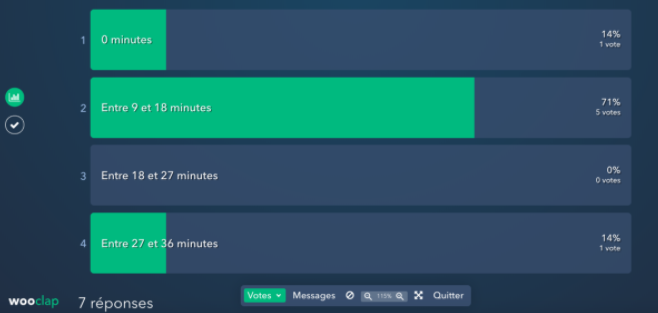 1 0 minutes 14%
1 vote
2 Entre 9 et 18 minutes 71%
5 votes
3 Entre 18 et 27 minutes 0%
0 votes
4 Entre 27 et 36 minutes 14%
1 vote
wooclap 7 réponses
Votes Messages 115% Quitter